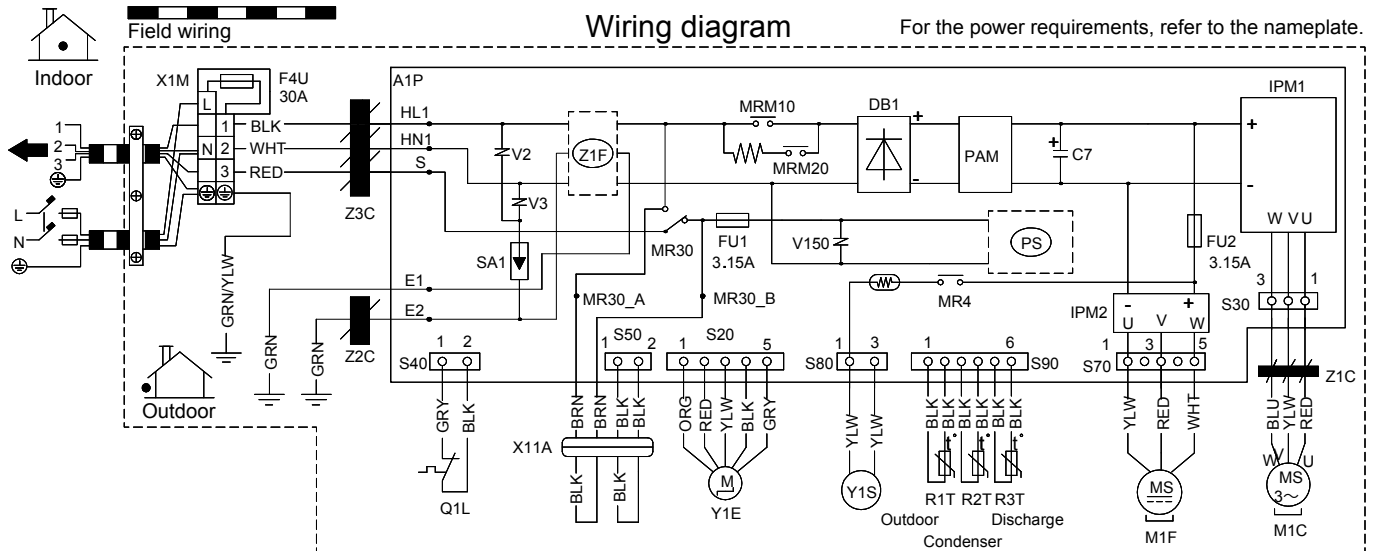 Wiring diagram
For the power requirements, refer to the nameplate.
Field wiring
Indoor
X1M
F4U
30A
A1P
IPM1
L
HL1
MRM10
DB1
1
2
3
1 BLK
N 2 WHT
3 RED
HN1
S
V2
Z1F
MRM20
+
-
PAM
+
C7
+
-
V3
Z3C
L
N
SA1
MR30
FU1
3.15A
V150
PS
FU2
3.15A
W V U
3 1
S30
GRN/YLW
E1
E2
MR30_A
MR30_B
MR4
IPM2
- +
U V W
GRN
GRN
Z2C
Outdoor
S40
1 2
S50
1 2
S20
1 5
S80
1 3
1 6
S90
S70
1 3 5
Z1C
GRY
BLK
BRN
BRN
BLK
BLK
ORG
RED
YLW
BLK
GRY
YLW
YLW
BLK
BLK
BLK
BLK
BLK
BLK
YLW
RED
WHT
BLU
YLW
RED
X11A
BLK
BLK
Q1L
M
Y1E
Y1S
t° t° t°
R1T R2T R3T
Outdoor
Condenser
Discharge
MS
M1F
W V U
MS
3～
M1C